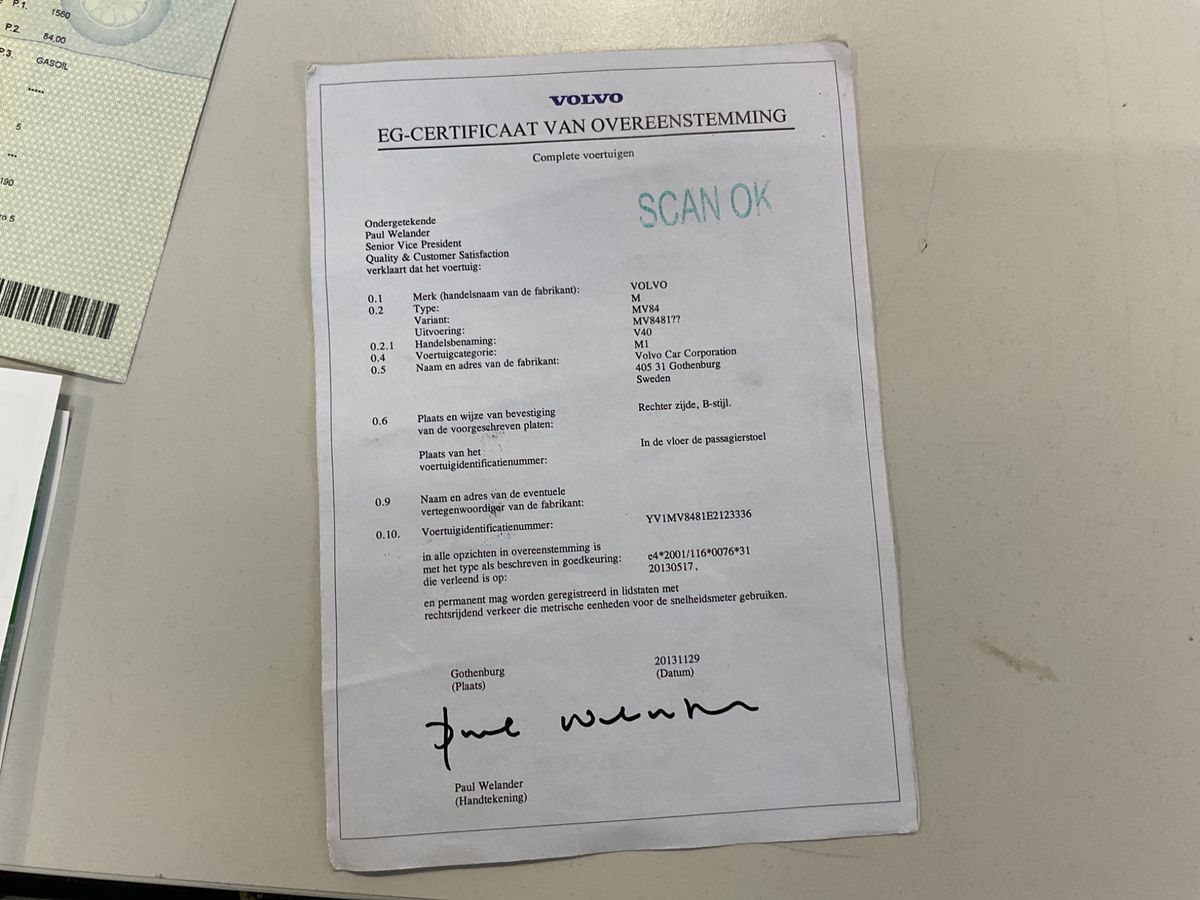 P.1. 1560
P.2. 84,00
P.3. GASOIL
*****
5
***
190
ro 5
VOLVO
EG-CERTIFICAAT VAN OVEREENSTEMMING
Complete voertuigen
SCAN OK
Ondergetekende
Paul Welander
Senior Vice President
Quality & Customer Satisfaction
verklaart dat het voertuig:
0.1 Merk (handelsnaam van de fabrikant): VOLVO
0.2 Type: M
Variant: MV84
Uitvoering: MV8481??
0.2.1 Handelsbenaming: V40
0.4 Voertuigcategorie: M1
0.5 Naam en adres van de fabrikant: Volvo Car Corporation
405 31 Gothenburg
Sweden
0.6 Plaats en wijze van bevestiging Rechter zijde, B-stijl.
van de voorgeschreven platen:
Plaats van het In de vloer de passagierstoel
voertuigidentificatienummer:
0.9 Naam en adres van de eventuele
vertegenwoordiger van de fabrikant:
0.10. Voertuigidentificatienummer: YV1MV8481E2123336
in alle opzichten in overeenstemming is
met het type als beschreven in goedkeuring: e4*2001/116*0076*31
die verleend is op: 20130517.
en permanent mag worden geregistreerd in lidstaten met
rechtsrijdend verkeer die metrische eenheden voor de snelheidsmeter gebruiken.
Gothenburg 20131129
(Plaats) (Datum)
Paul Welander
Paul Welander
(Handtekening)